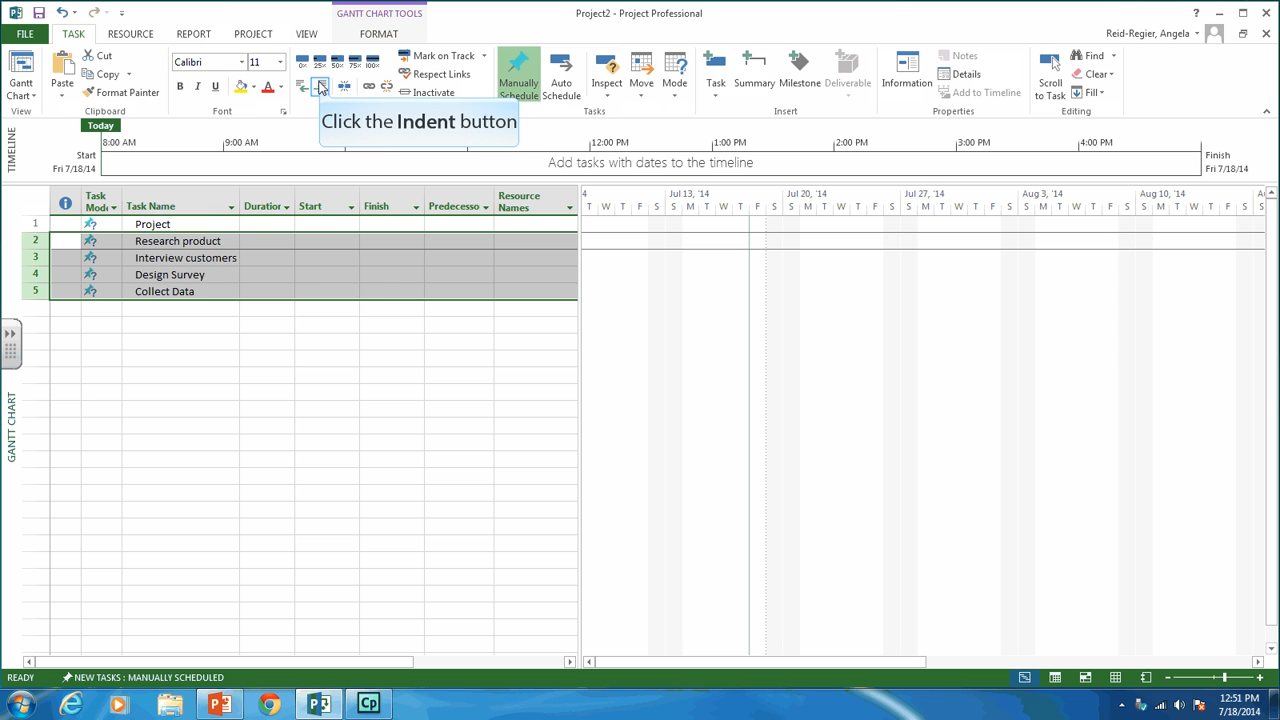 GANTT CHART TOOLS
Project2 - Project Professional
FILE TASK RESOURCE REPORT PROJECT VIEW FORMAT
Reid-Regier, Angela
Gantt Chart
View
Paste
Cut
Copy
Format Painter
Clipboard
Calibri 11
B I U A
Font
0% 25% 50% 75% 100%
Mark on Track
Respect Links
Inactivate
Manually Schedule
Auto Schedule
Inspect
Move
Mode
Tasks
Task
Summary
Milestone
Deliverable
Insert
Information
Notes
Details
Add to Timeline
Properties
Scroll to Task
Find
Clear
Fill
Editing
Click the Indent button
TIMELINE
Today
Start
Fri 7/18/14
8:00 AM 9:00 AM 12:00 PM 1:00 PM 2:00 PM 3:00 PM 4:00 PM
Add tasks with dates to the timeline
Finish
Fri 7/18/14
GANTT CHART
Task Mode Task Name Duration Start Finish Predecesso Resource Names
1 Project
2 Research product
3 Interview customers
4 Design Survey
5 Collect Data
4 Jul 13, '14 Jul 20, '14 Jul 27, '14 Aug 3, '14 Aug 10, '14
T W T F S S M T W T F S S M T W T F S S M T W T F S S M T W T F S S M T W T F S S
READY NEW TASKS : MANUALLY SCHEDULED
Cp
12:51 PM
7/18/2014